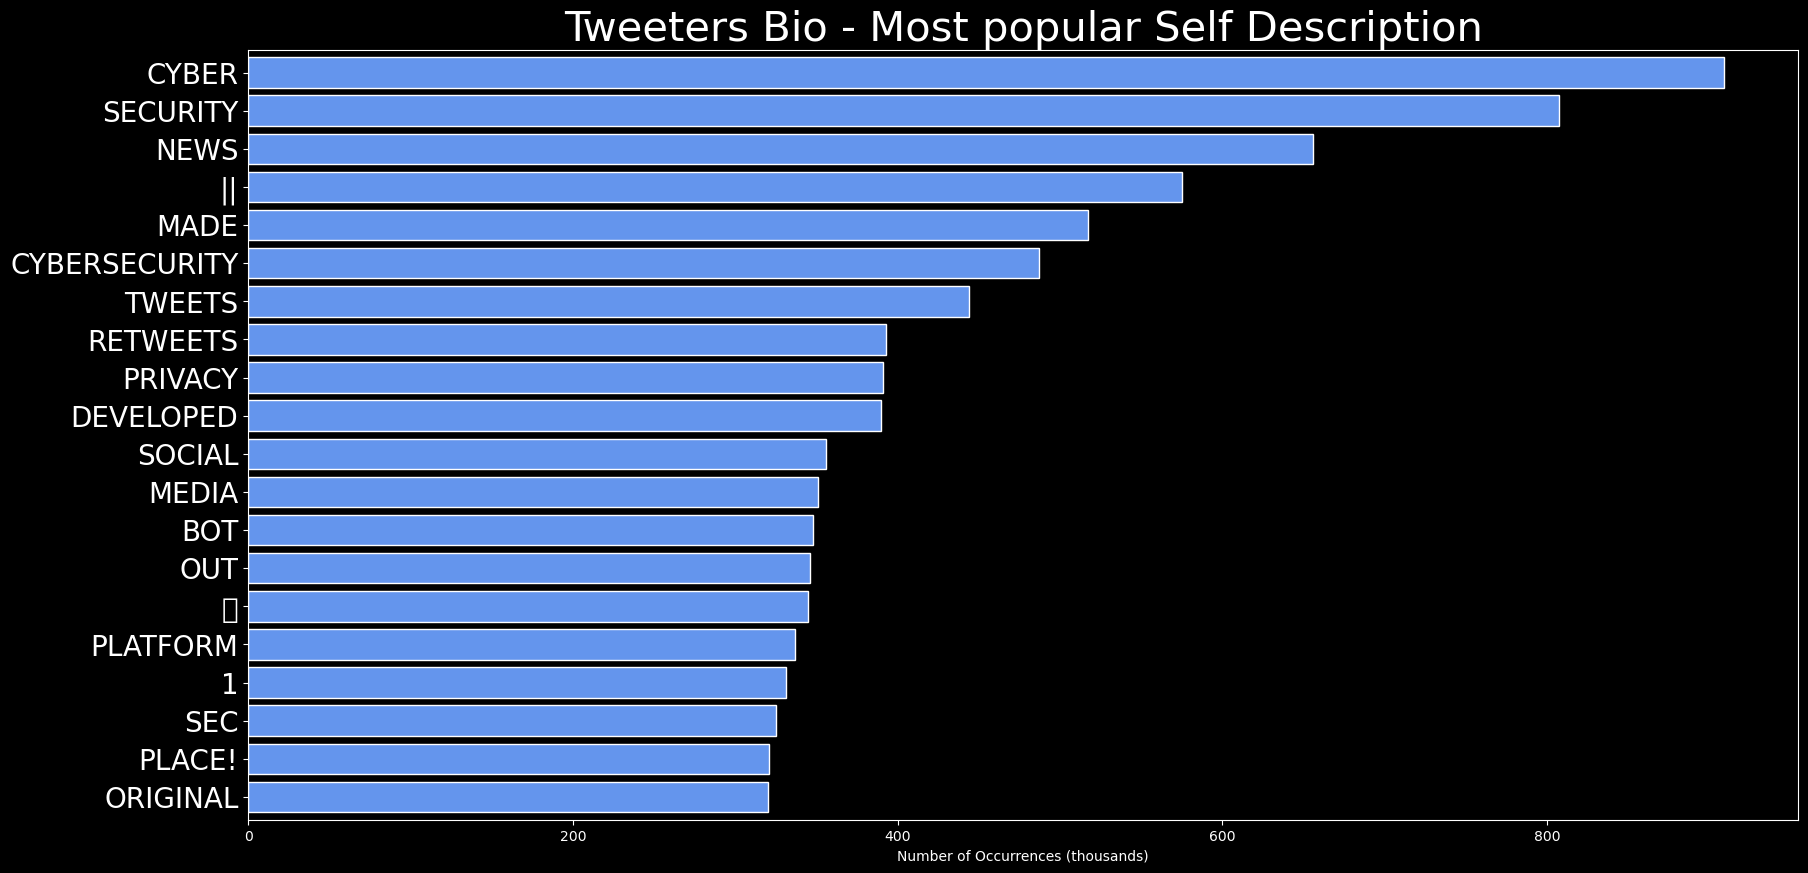 Tweeters Bio - Most popular Self Description
CYBER
SECURITY
NEWS
||
MADE
CYBERSECURITY
TWEETS
RETWEETS
PRIVACY
DEVELOPED
SOCIAL
MEDIA
BOT
OUT
PLATFORM
1
SEC
PLACE!
ORIGINAL
0 200 400 600 800
Number of Occurrences (thousands)